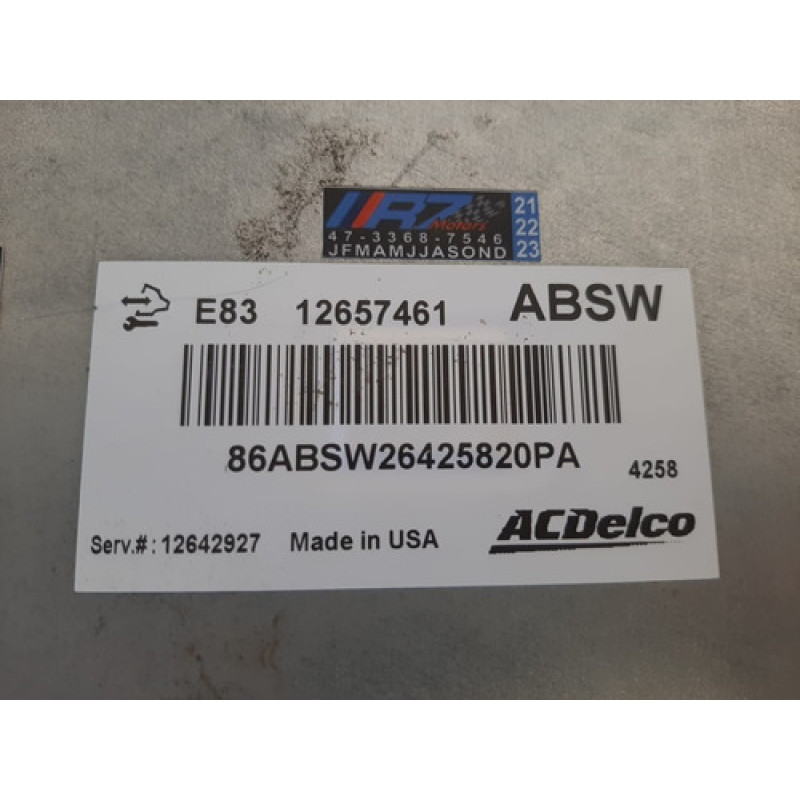 R7 Motors
47-3368-7546
JFMAMJJASOND
21
22
23
E83 12657461 ABSW
86ABSW26425820PA
4258
Serv.#: 12642927 Made in USA ACDelco